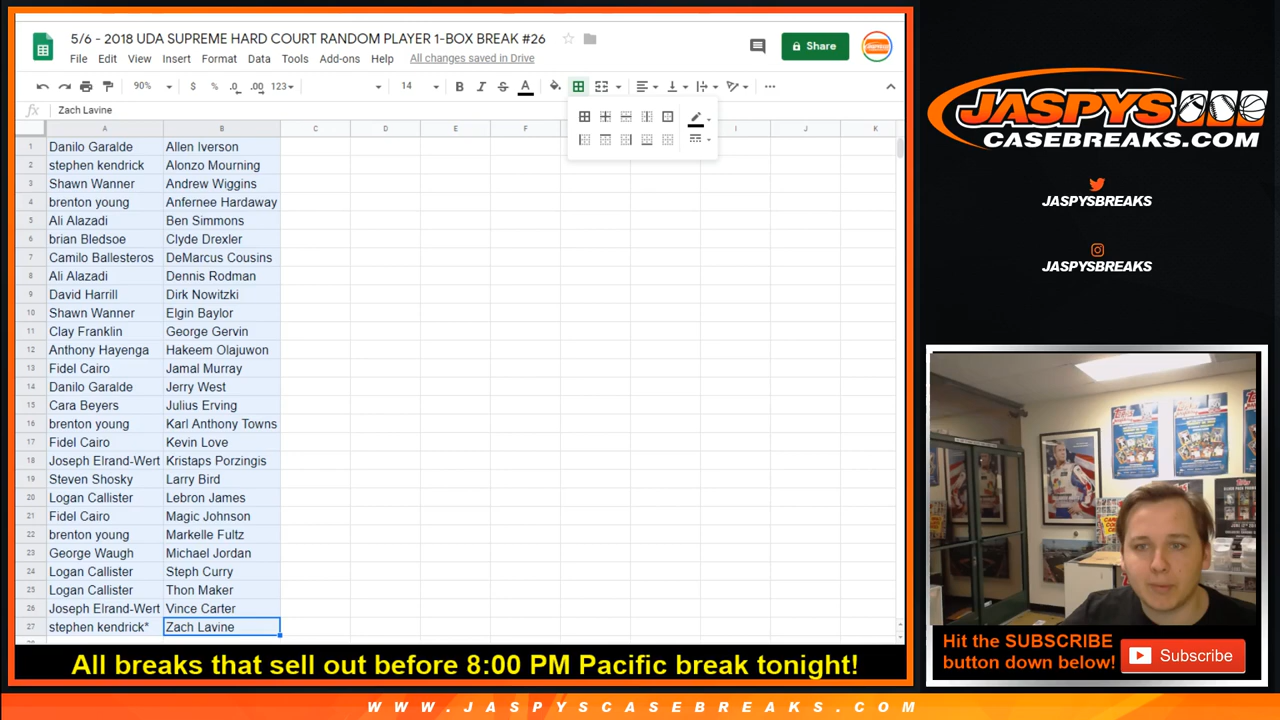 5/6 - 2018 UDA SUPREME HARD COURT RANDOM PLAYER 1-BOX BREAK #26
File Edit View Insert Format Data Tools Add-ons Help All changes saved in Drive
Share
90% $ % .0 .00 123 14 B I S A
fx Zach Lavine
A B C D E F I J K
1 Danilo Garalde Allen Iverson
2 stephen kendrick Alonzo Mourning
3 Shawn Wanner Andrew Wiggins
4 brenton young Anfernee Hardaway
5 Ali Alazadi Ben Simmons
6 brian Bledsoe Clyde Drexler
7 Camilo Ballesteros DeMarcus Cousins
8 Ali Alazadi Dennis Rodman
9 David Harrill Dirk Nowitzki
10 Shawn Wanner Elgin Baylor
11 Clay Franklin George Gervin
12 Anthony Hayenga Hakeem Olajuwon
13 Fidel Cairo Jamal Murray
14 Danilo Garalde Jerry West
15 Cara Beyers Julius Erving
16 brenton young Karl Anthony Towns
17 Fidel Cairo Kevin Love
18 Joseph Elrand-Wert Kristaps Porzingis
19 Steven Shosky Larry Bird
20 Logan Callister Lebron James
21 Fidel Cairo Magic Johnson
22 brenton young Markelle Fultz
23 George Waugh Michael Jordan
24 Logan Callister Steph Curry
25 Logan Callister Thon Maker
26 Joseph Elrand-Wert Vince Carter
27 stephen kendrick* Zach Lavine
All breaks that sell out before 8:00 PM Pacific break tonight!
JASPYS
CASEBREAKS.COM
JASPYSBREAKS
JASPYSBREAKS
Hit the SUBSCRIBE
button down below!
Subscribe
WWW.JASPYSCASEBREAKS.COM